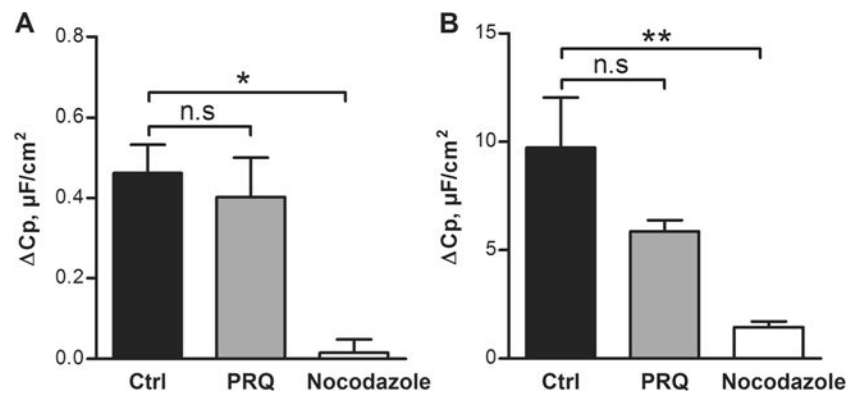 A
ΔCp, µF/cm²
0.8
0.6
0.4
0.2
0.0
*
n.s
Ctrl PRQ Nocodazole
B
ΔCp, µF/cm²
15
10
5
0
**
n.s
Ctrl PRQ Nocodazole